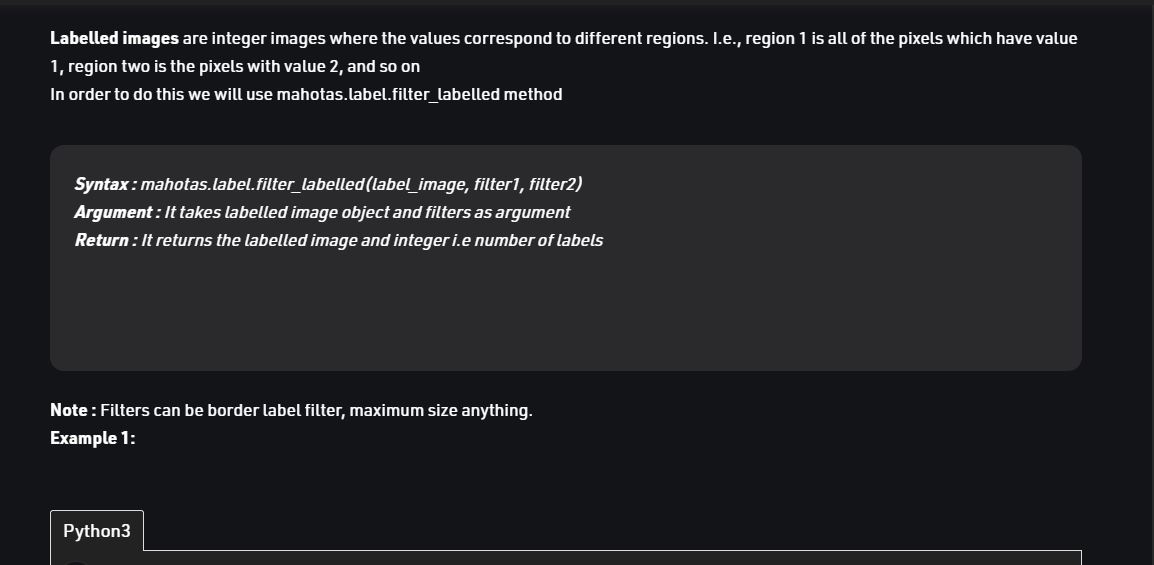 Labelled images are integer images where the values correspond to different regions. I.e., region 1 is all of the pixels which have value
1, region two is the pixels with value 2, and so on
In order to do this we will use mahotas.label.filter_labelled method
Syntax : mahotas.label.filter_labelled(label_image, filter1, filter2)
Argument : It takes labelled image object and filters as argument
Return : It returns the labelled image and integer i.e number of labels
Note : Filters can be border label filter, maximum size anything.
Example 1:
Python3